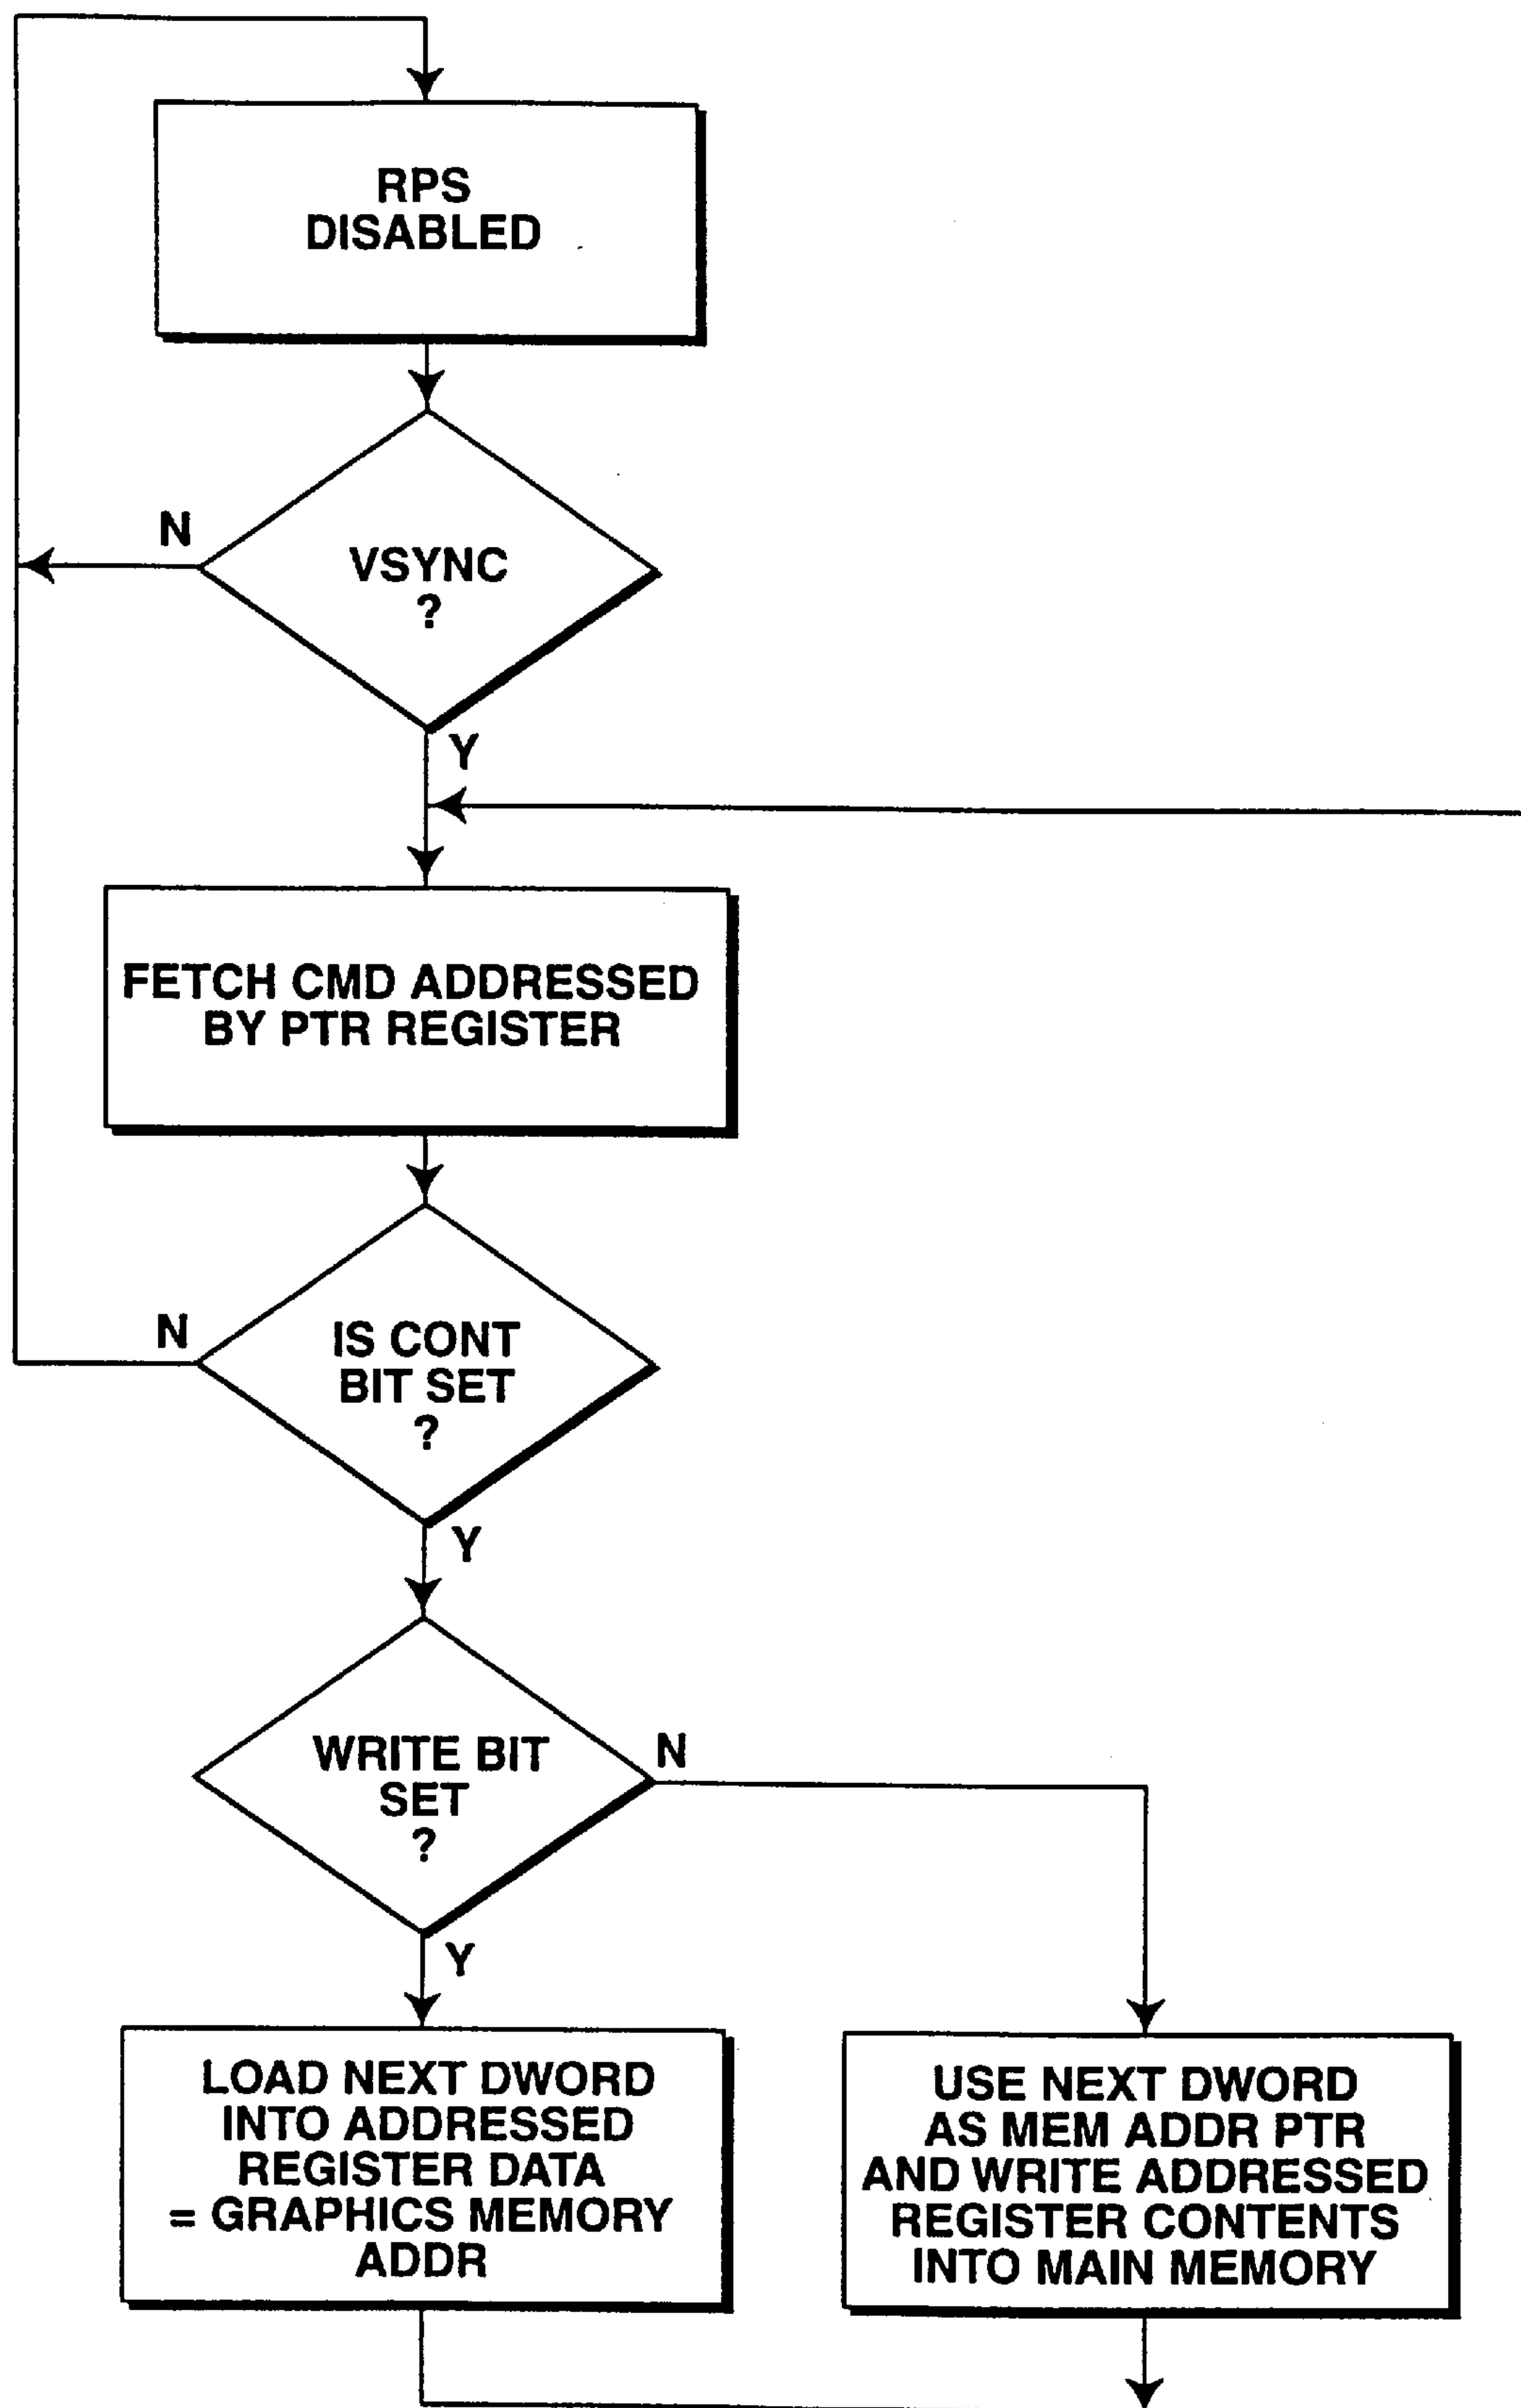 RPS
DISABLED
N
VSYNC
?
Y
FETCH CMD ADDRESSED
BY PTR REGISTER
N
IS CONT
BIT SET
?
Y
WRITE BIT
SET
?
N
Y
LOAD NEXT DWORD
INTO ADDRESSED
REGISTER DATA
= GRAPHICS MEMORY
ADDR
USE NEXT DWORD
AS MEM ADDR PTR
AND WRITE ADDRESSED
REGISTER CONTENTS
INTO MAIN MEMORY